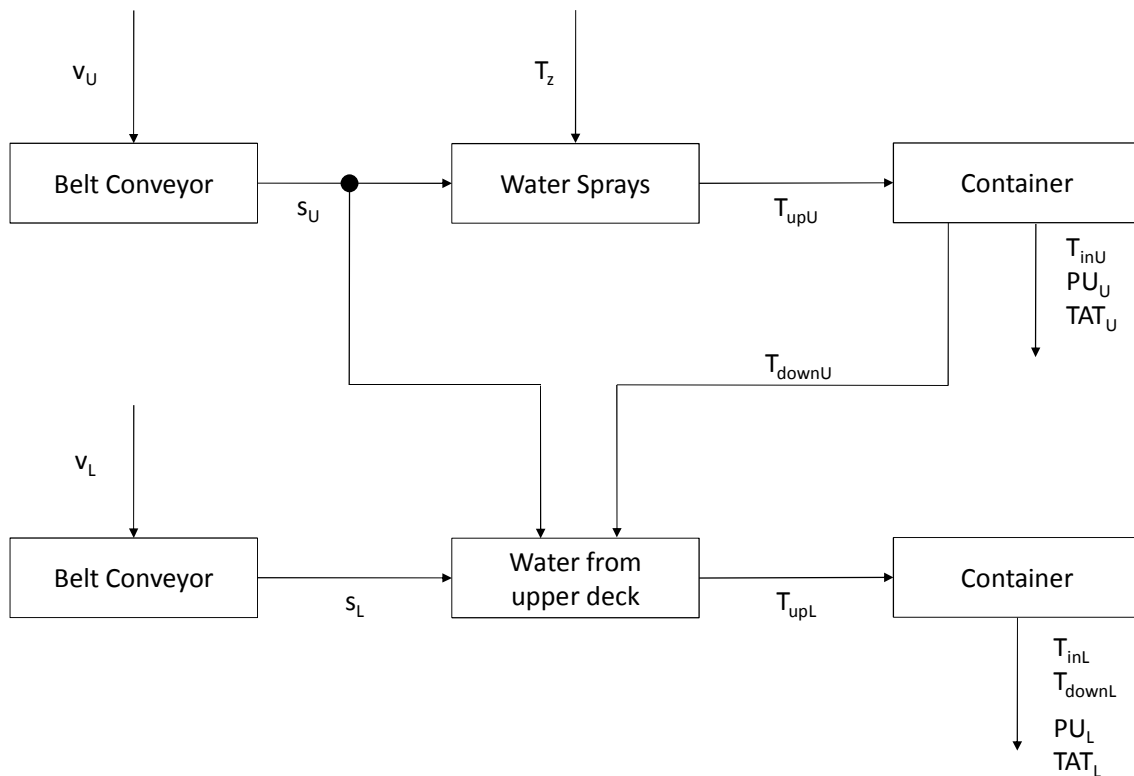 v_U
T_z
Belt Conveyor
Water Sprays
Container
s_U
T_upU
T_inU
PU_U
TAT_U
T_downU
v_L
Belt Conveyor
Water from
upper deck
Container
s_L
T_upL
T_inL
T_downL
PU_L
TAT_L